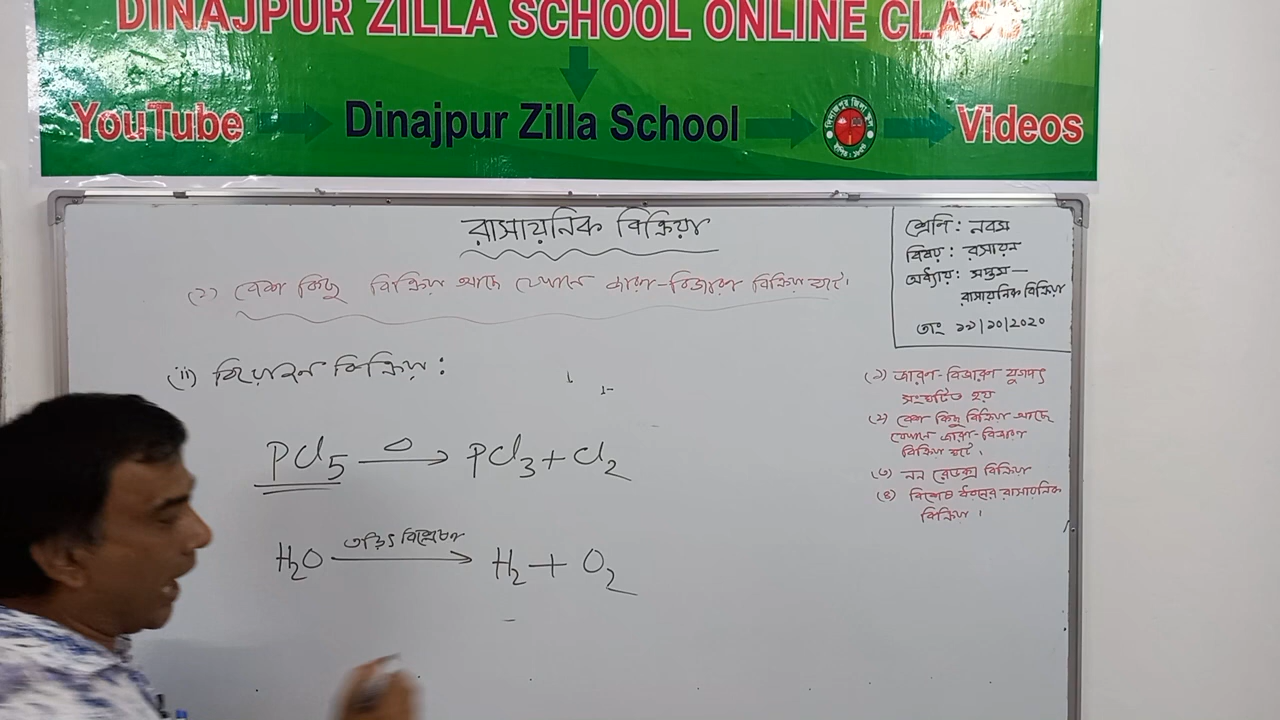 DINAJPUR ZILLA SCHOOL ONLINE CLASS
YouTube Dinajpur Zilla School Videos
রাসায়নিক বিক্রিয়া
(২) বেশ কিছু বিক্রিয়া আছে যেখানে জারণ-বিজারণ বিক্রিয়া ঘটে।
(ii) বিযোজন বিক্রিয়া :
PCl5 △ PCl3 + Cl2
H2O তড়িৎ বিশ্লেষণ H2 + O2
শ্রেণি : নবম
বিষয় : রসায়ন
অধ্যায় : সপ্তম—
রাসায়নিক বিক্রিয়া
তাং ১১/১০/২০২০
(১) জারণ-বিজারণ যুগপৎ
সংঘটিত হয়
(২) বেশ কিছু বিক্রিয়া আছে
যেখানে জারণ-বিজারণ
বিক্রিয়া ঘটে।
(৩) নন রেডক্স বিক্রিয়া
(৪) বিশেষ ধরনের রাসায়নিক
বিক্রিয়া ।